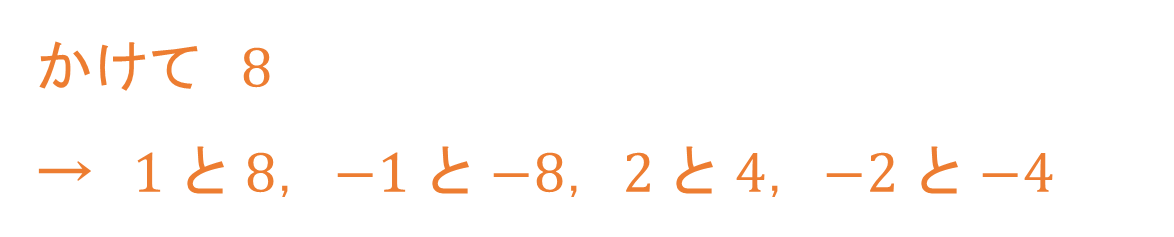 かけて 8
→ 1 と 8, −1 と −8, 2 と 4, −2 と −4